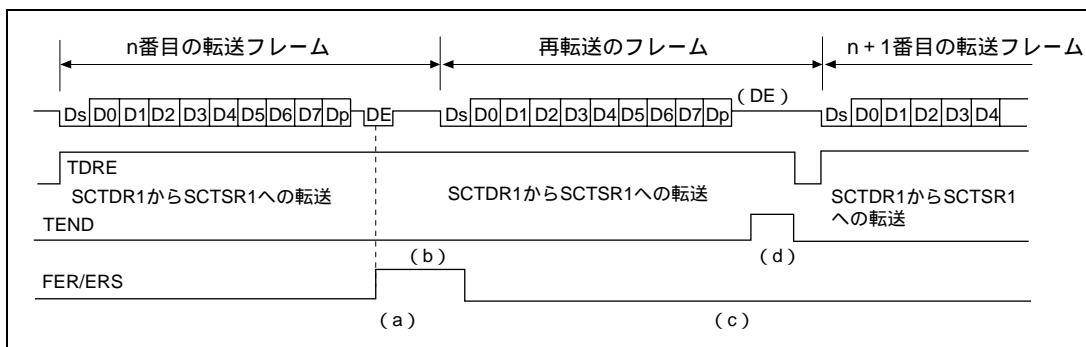 n番目の転送フレーム 再転送のフレーム n + 1番目の転送フレーム
(DE)
Ds D0 D1 D2 D3 D4 D5 D6 D7 Dp DE Ds D0 D1 D2 D3 D4 D5 D6 D7 Dp Ds D0 D1 D2 D3 D4
TDRE
SCTDR1からSCTSR1への転送 SCTDR1からSCTSR1への転送 SCTDR1からSCTSR1
への転送
TEND
(b) (d)
FER/ERS
(a) (c)